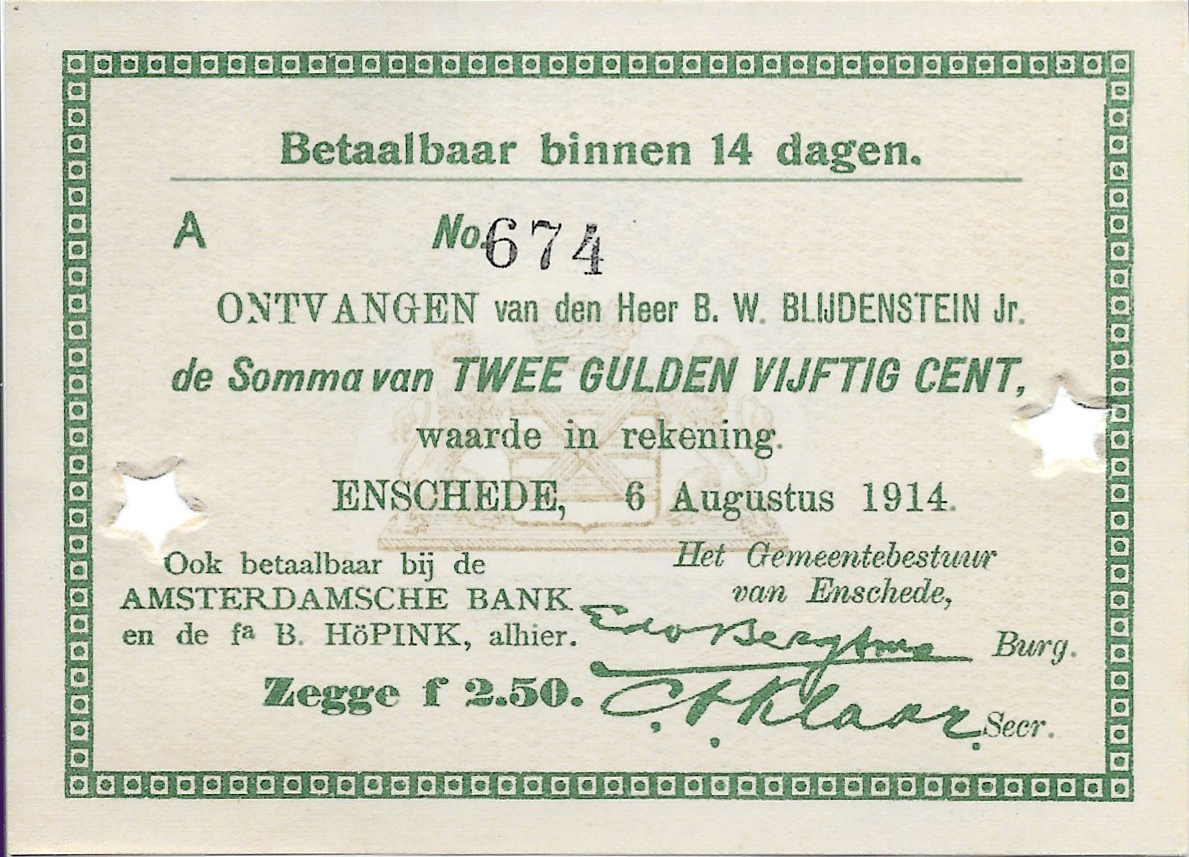 Betaalbaar binnen 14 dagen.
A No. 674
ONTVANGEN van den Heer B. W. BLIJDENSTEIN Jr.
de Somma van TWEE GULDEN VIJFTIG CENT,
waarde in rekening.
ENSCHEDE, 6 Augustus 1914.
Ook betaalbaar bij de
AMSTERDAMSCHE BANK
en de fa B. HöPINK, alhier.
Het Gemeentebestuur
van Enschede,
Edo Bergsma Burg.
Zegge f 2.50.
Secr.